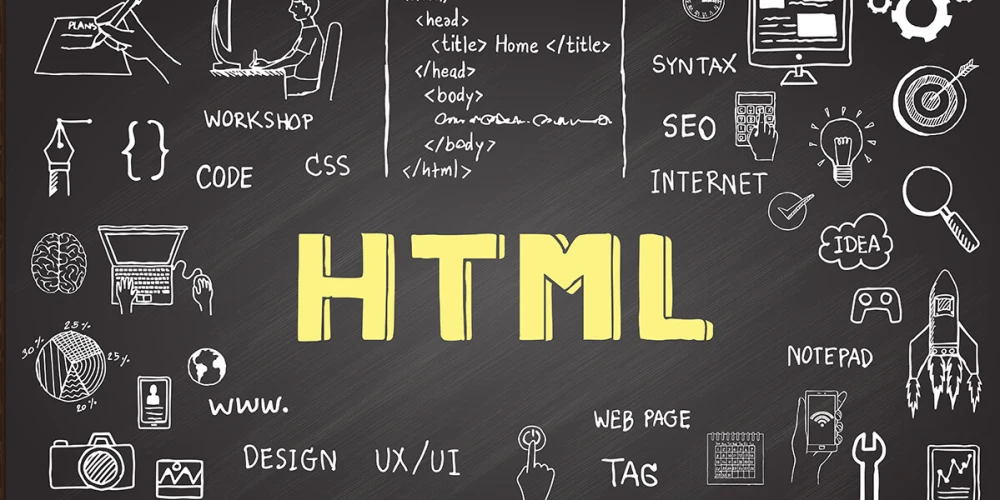 PLANS
<head>
<title> Home </title>
</head>
<body>
</body>
</html>
WORKSHOP
CODE
CSS
SYNTAX
SEO
INTERNET
IDEA
HTML
25%
30%
25%
20%
www.
NOTEPAD
WEB PAGE
DESIGN
UX/UI
TAG